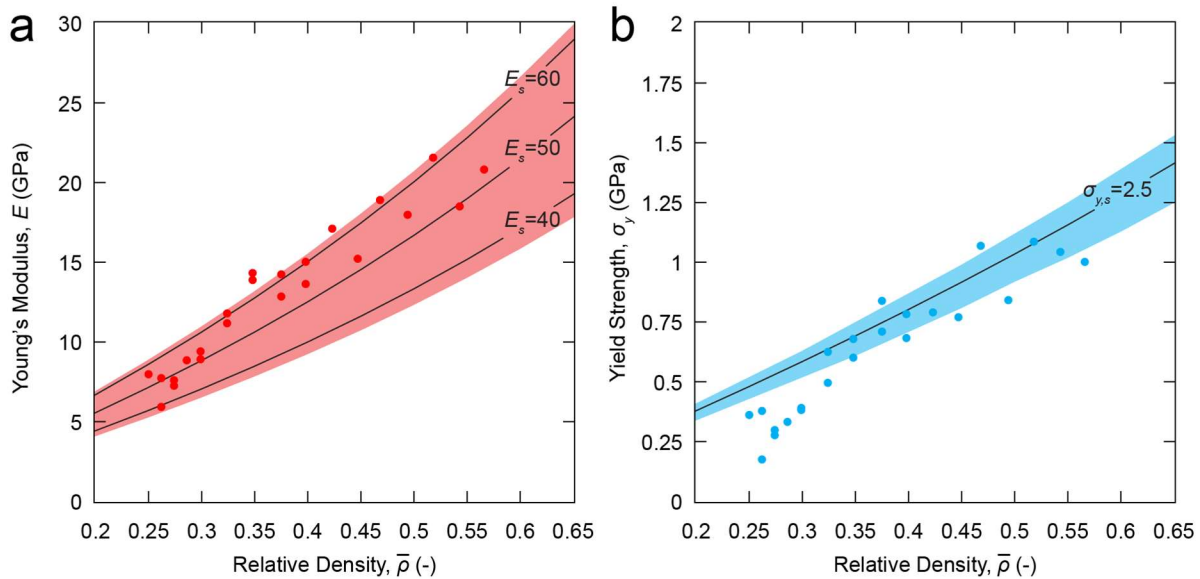 a
b
Young's Modulus, E (GPa)
30
25
20
15
10
5
0
E_s=60
E_s=50
E_s=40
0.2 0.25 0.3 0.35 0.4 0.45 0.5 0.55 0.6 0.65
Relative Density, ρ̅ (-)
Yield Strength, σ_y (GPa)
2
1.75
1.5
1.25
1
0.75
0.5
0.25
0
σ_y,s=2.5
0.2 0.25 0.3 0.35 0.4 0.45 0.5 0.55 0.6 0.65
Relative Density, ρ̅ (-)